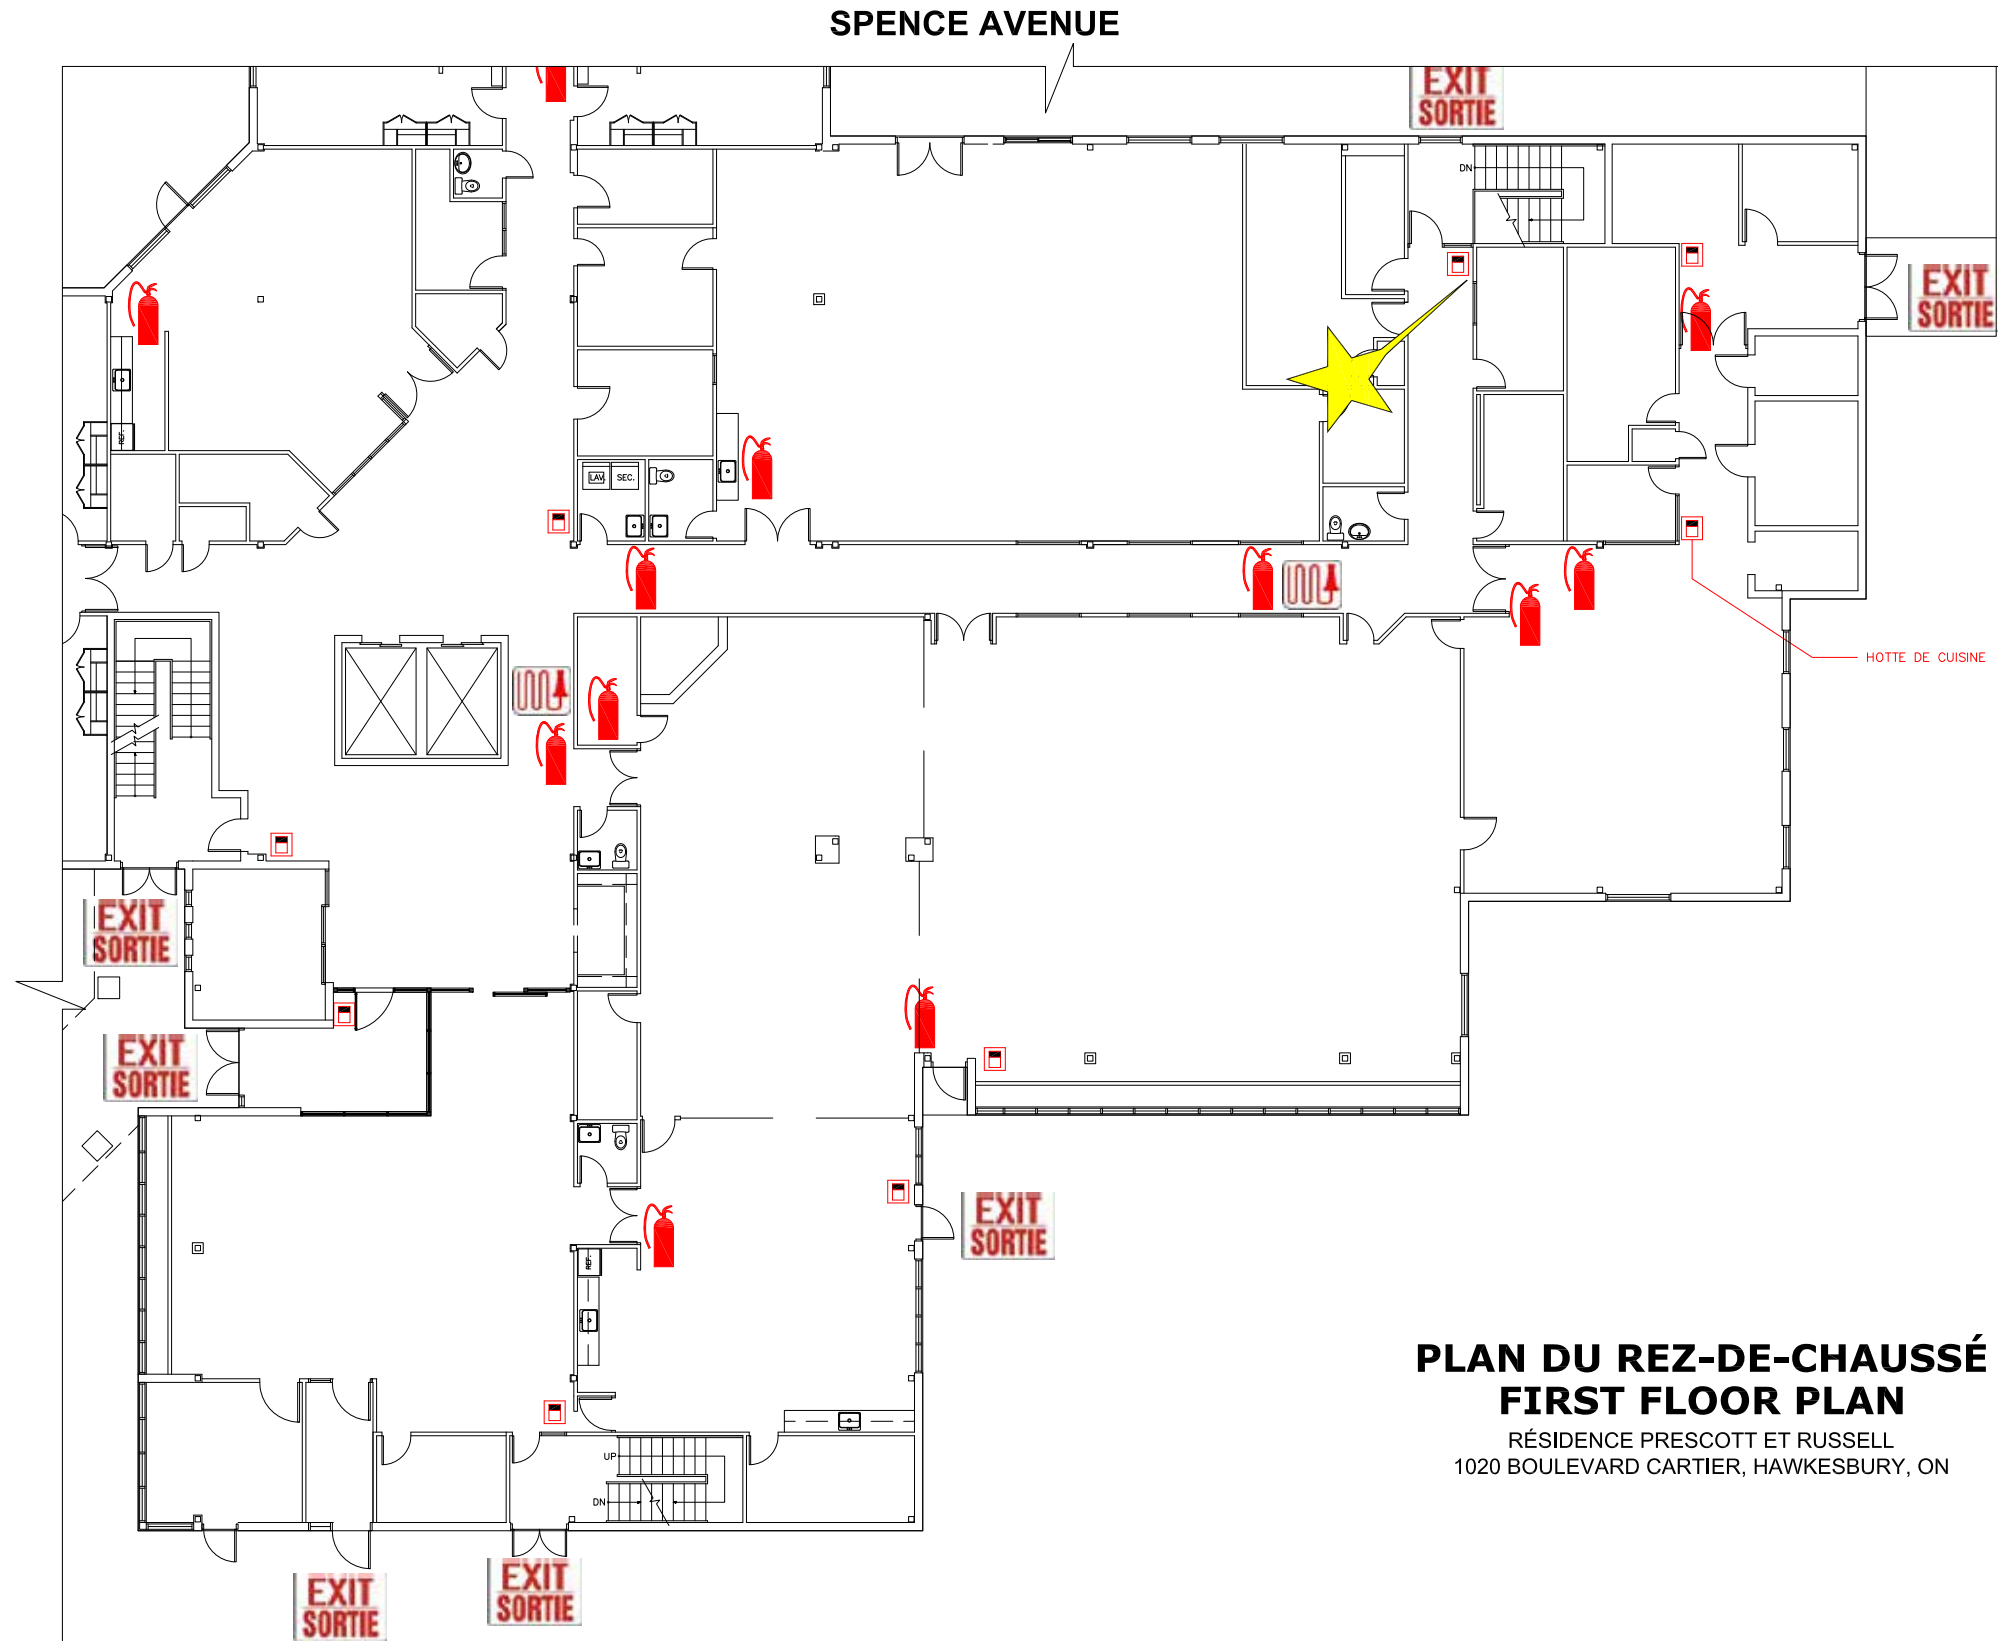 SPENCE AVENUE
EXIT
SORTIE
DN
EXIT
SORTIE
REF.
LAV.
SEC.
HOTTE DE CUISINE
EXIT
SORTIE
EXIT
SORTIE
EXIT
SORTIE
REF.
PLAN DU REZ-DE-CHAUSSÉ
FIRST FLOOR PLAN
RÉSIDENCE PRESCOTT ET RUSSELL
1020 BOULEVARD CARTIER, HAWKESBURY, ON
UP
DN
EXIT
SORTIE
EXIT
SORTIE